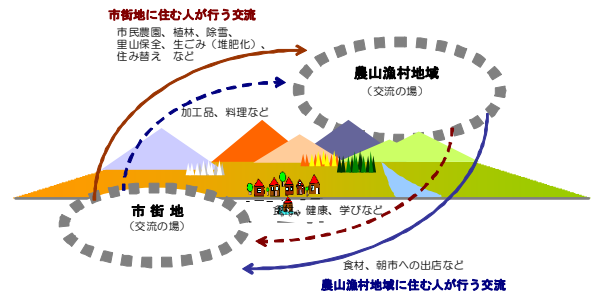 市街地に住む人が行う交流
市民農園、植林、除雪、
里山保全、生ごみ（堆肥化）、
住み替え　など
農山漁村地域
（交流の場）
加工品、料理など
市 街 地
（交流の場）
食　、健康、学びなど
食材、朝市への出店など
農山漁村地域に住む人が行う交流